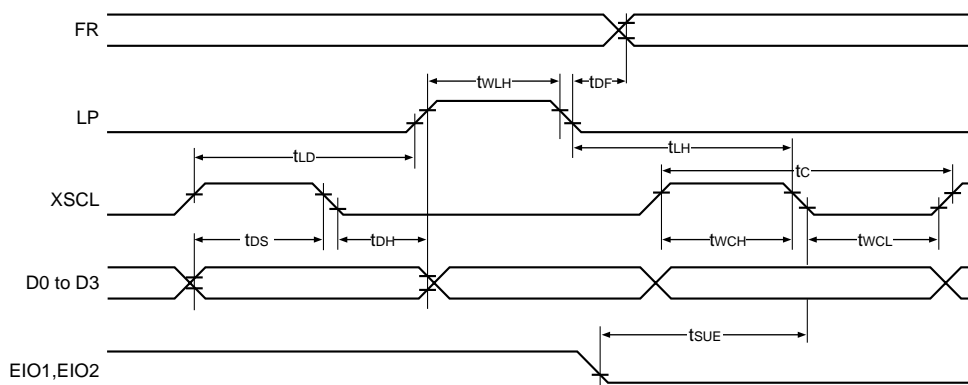 FR
tWLH
tDF
LP
tLD
tLH
tC
XSCL
tDS
tDH
tWCH
tWCL
D0 to D3
tSUE
EIO1,EIO2